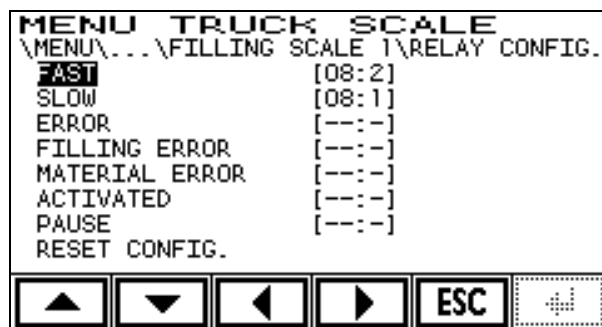 MENU TRUCK SCALE
\MENU\...\FILLING SCALE 1\RELAY CONFIG.
FAST [08:2]
SLOW [08:1]
ERROR [--:-]
FILLING ERROR [--:-]
MATERIAL ERROR [--:-]
ACTIVATED [--:-]
PAUSE [--:-]
RESET CONFIG.
ESC